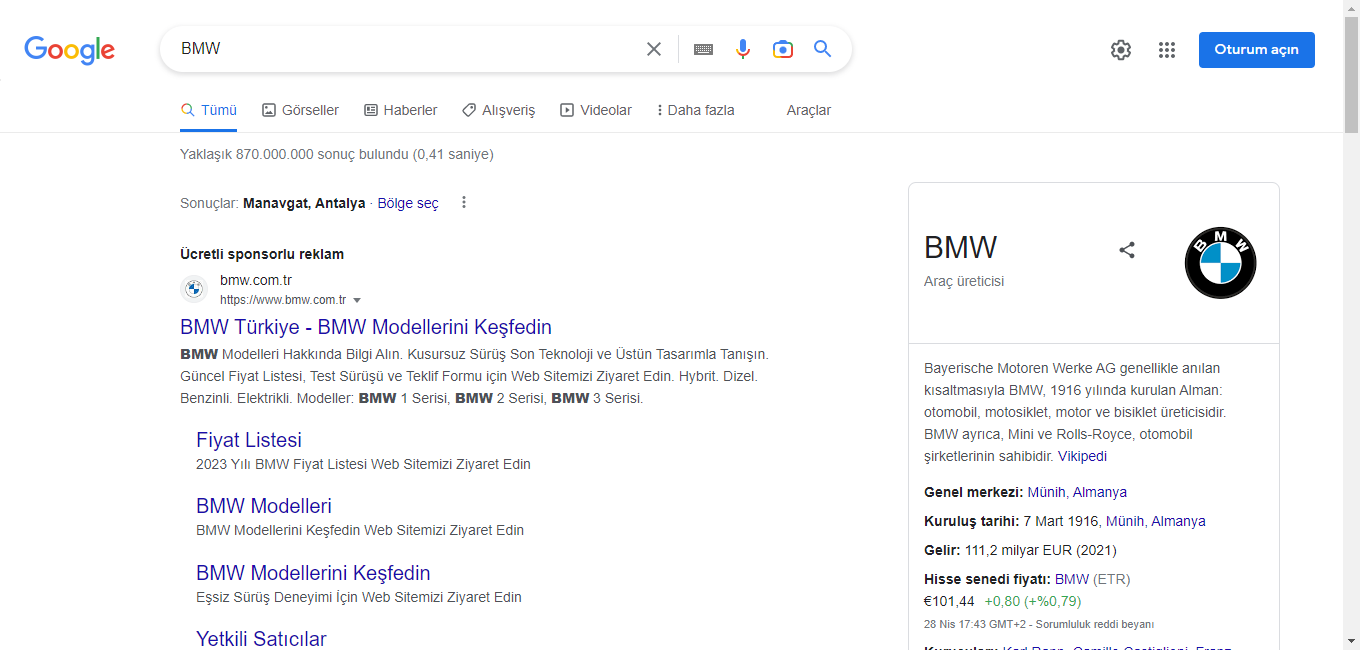 Google
BMW
Oturum açın
Tümü
Görseller
Haberler
Alışveriş
Videolar
Daha fazla
Araçlar
Yaklaşık 870.000.000 sonuç bulundu (0,41 saniye)
Sonuçlar: Manavgat, Antalya · Bölge seç
Ücretli sponsorlu reklam
bmw.com.tr
https://www.bmw.com.tr
BMW Türkiye - BMW Modellerini Keşfedin
BMW Modelleri Hakkında Bilgi Alın. Kusursuz Sürüş Son Teknoloji ve Üstün Tasarımla Tanışın.
Güncel Fiyat Listesi, Test Sürüşü ve Teklif Formu için Web Sitemizi Ziyaret Edin. Hybrit. Dizel.
Benzinli. Elektrikli. Modeller: BMW 1 Serisi, BMW 2 Serisi, BMW 3 Serisi.
Fiyat Listesi
2023 Yılı BMW Fiyat Listesi Web Sitemizi Ziyaret Edin
BMW Modelleri
BMW Modellerini Keşfedin Web Sitemizi Ziyaret Edin
BMW Modellerini Keşfedin
Eşsiz Sürüş Deneyimi İçin Web Sitemizi Ziyaret Edin
Yetkili Satıcılar
BMW
Araç üreticisi
BMW
Bayerische Motoren Werke AG genellikle anılan
kısaltmasıyla BMW, 1916 yılında kurulan Alman:
otomobil, motosiklet, motor ve bisiklet üreticisidir.
BMW ayrıca, Mini ve Rolls-Royce, otomobil
şirketlerinin sahibidir. Vikipedi
Genel merkezi: Münih, Almanya
Kuruluş tarihi: 7 Mart 1916, Münih, Almanya
Gelir: 111,2 milyar EUR (2021)
Hisse senedi fiyatı: BMW (ETR)
€101,44 +0,80 (+%0,79)
28 Nis 17:43 GMT+2 - Sorumluluk reddi beyanı
Kurucuları: Karl Rapp, Camillo Castiglioni, Franz